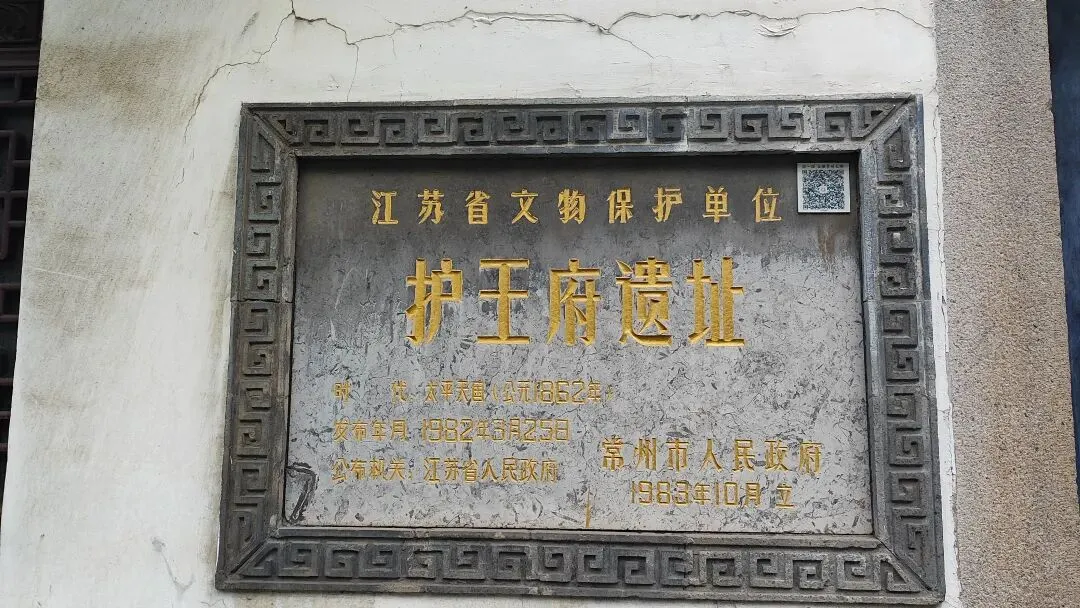 江苏省文物保护单位
护王府遗址
时 代：太平天国（公元1862年）
发布年月：1982年3月25日
公布机关：江苏省人民政府
常州市人民政府
1983年10月 立